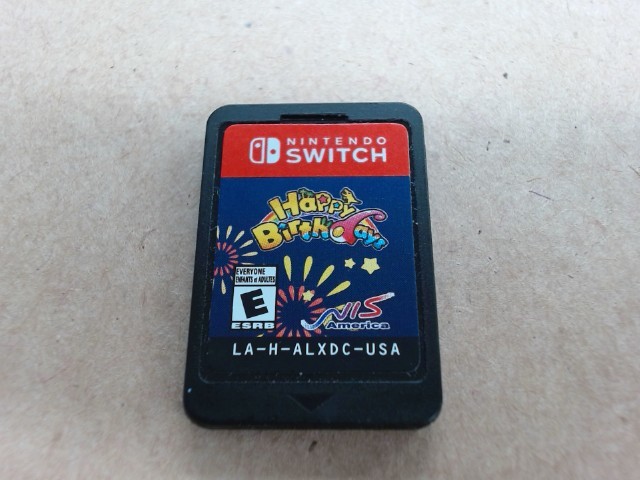 NINTENDO
SWITCH
Happy
Birthdays
EVERYONE
ENFANTS et ADULTES
E
ESRB
NIS
America
LA-H-ALXDC-USA